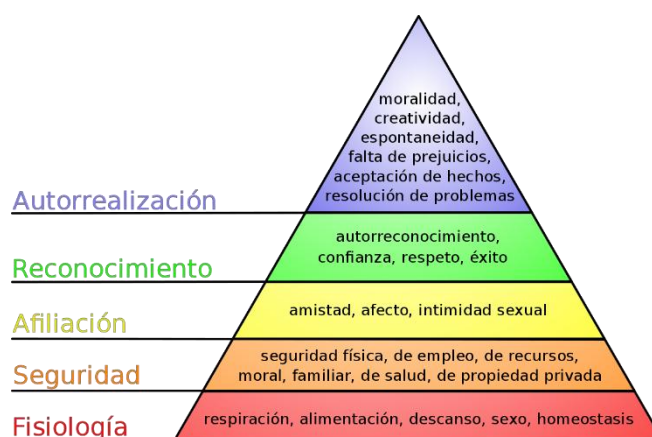 moralidad,
creatividad,
espontaneidad,
falta de prejuicios,
aceptación de hechos,
resolución de problemas
Autorrealización
autorreconocimiento,
confianza, respeto, éxito
Reconocimiento
amistad, afecto, intimidad sexual
Afiliación
seguridad física, de empleo, de recursos,
moral, familiar, de salud, de propiedad privada
Seguridad
respiración, alimentación, descanso, sexo, homeostasis
Fisiología